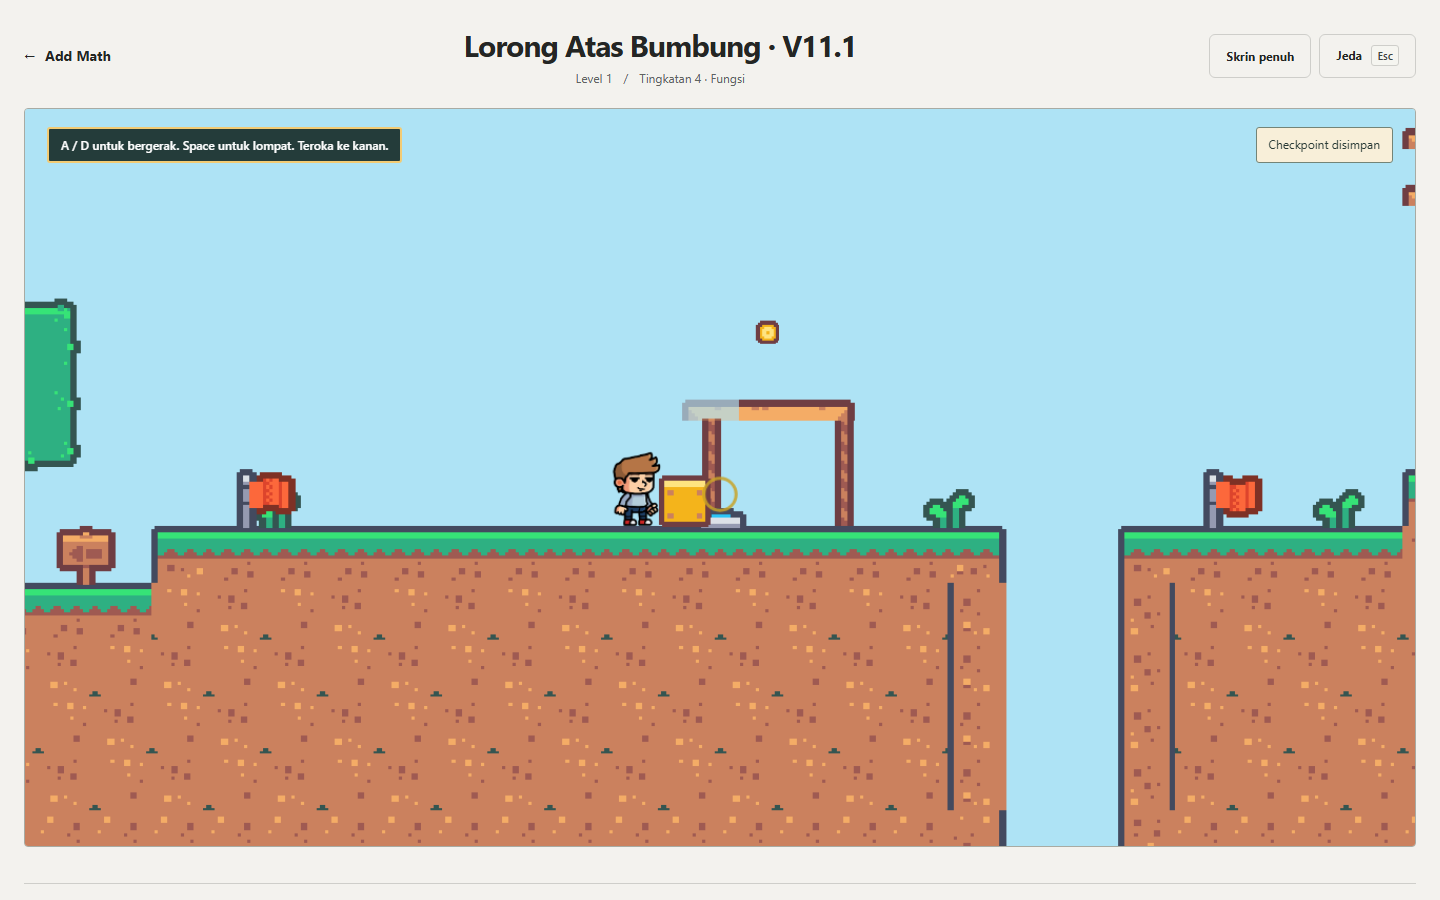 ← Add Math
Lorong Atas Bumbung · V11.1
Level 1 / Tingkatan 4 · Fungsi
Skrin penuh
Jeda Esc
A / D untuk bergerak. Space untuk lompat. Teroka ke kanan.
Checkpoint disimpan